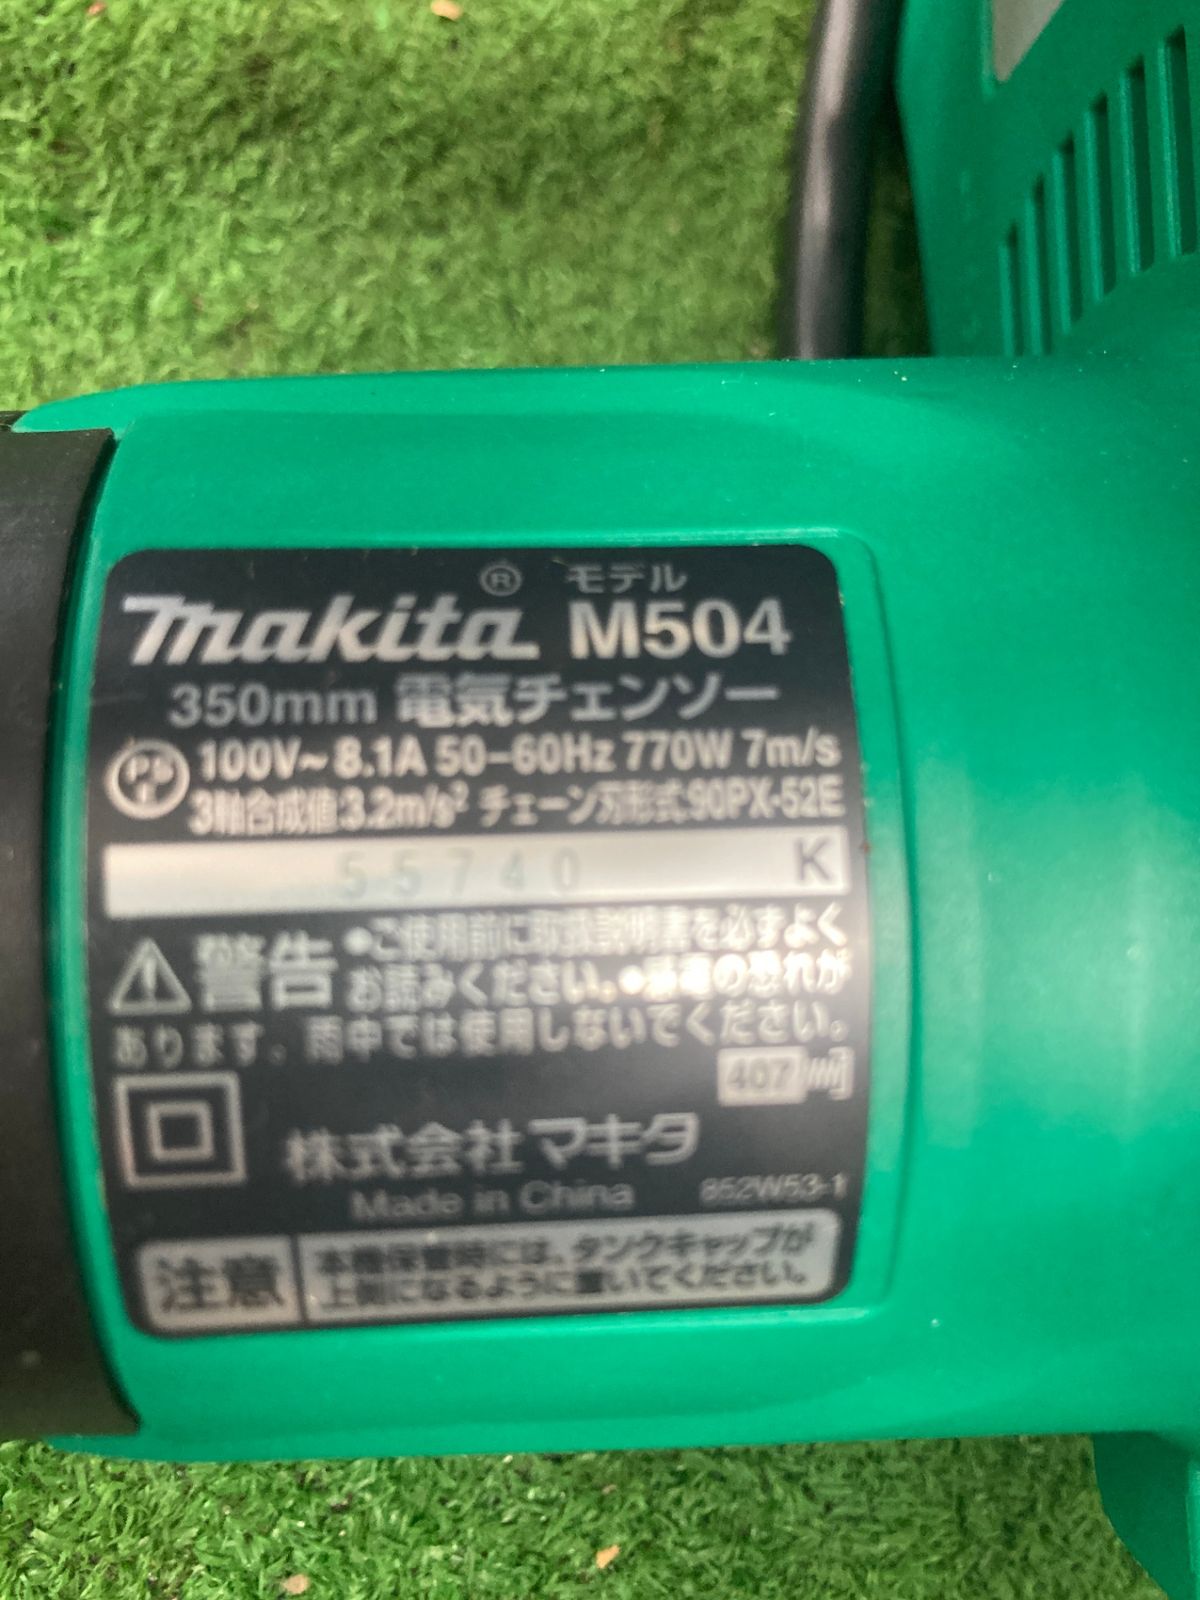 makita® モデル M504
350mm 電気チェンソー
PSE 100V～ 8.1A 50-60Hz 770W 7m/s
3軸合成値3.2m/s² チェーン刃形式90PX-52E
55740 K
警告 ●ご使用前に取扱説明書を必ずよく
お読みください。●感電の恐れが
あります。雨中では使用しないでください。
407
株式会社マキタ
Made in China 852W53-1
注意 本機保管時には、タンクキャップが
上側になるように置いてください。